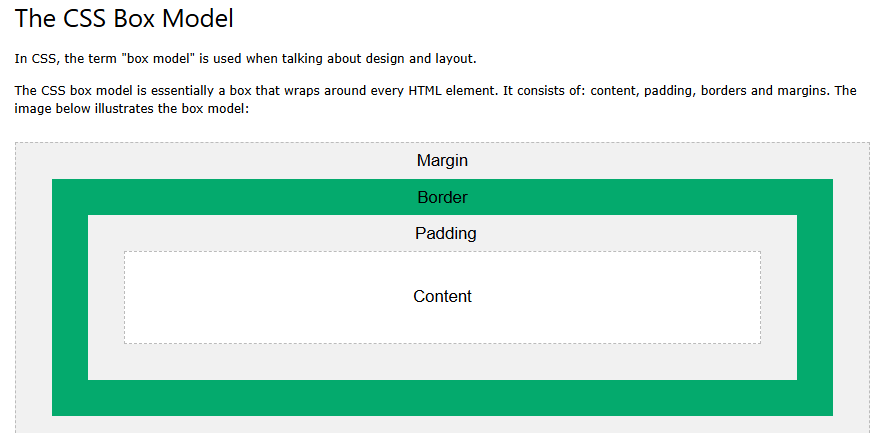 The CSS Box Model
In CSS, the term "box model" is used when talking about design and layout.
The CSS box model is essentially a box that wraps around every HTML element. It consists of: content, padding, borders and margins. The
image below illustrates the box model:
Margin
Border
Padding
Content